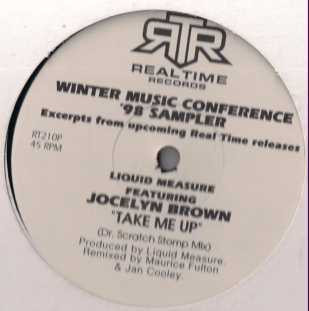 RTR
REALTIME
RECORDS
WINTER MUSIC CONFERENCE
'98 SAMPLER
Excerpts from upcoming Real Time releases
RT210P
45 RPM
LIQUID MEASURE
FEATURING
JOCELYN BROWN
"TAKE ME UP"
(Dr. Scratch Stomp Mix)
Produced by Liquid Measure.
Remixed by Maurice Fulton
& Jan Cooley.